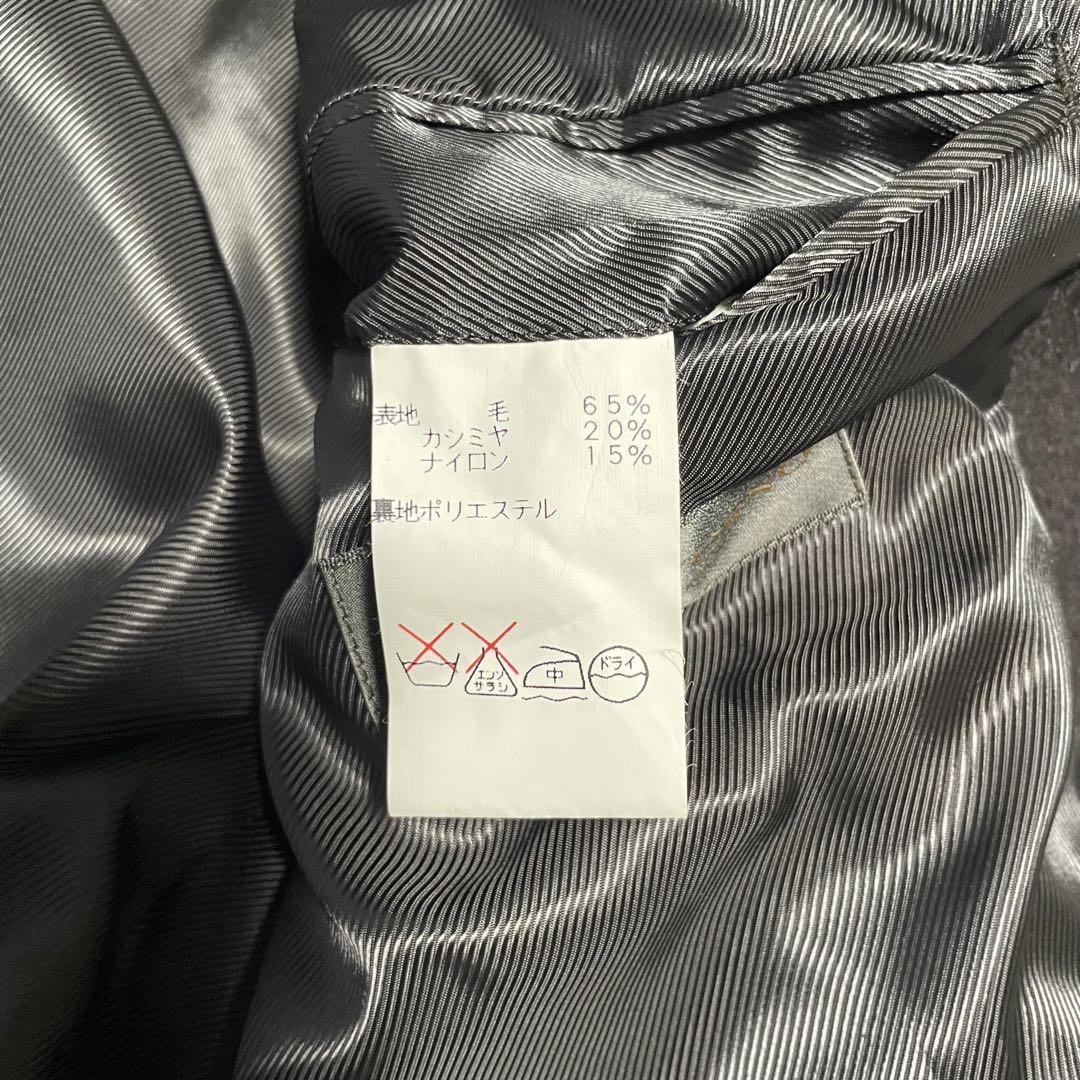 表地 毛 65%
カシミヤ 20%
ナイロン 15%
裏地ポリエステル
エンソ
サラシ
中
ドライ